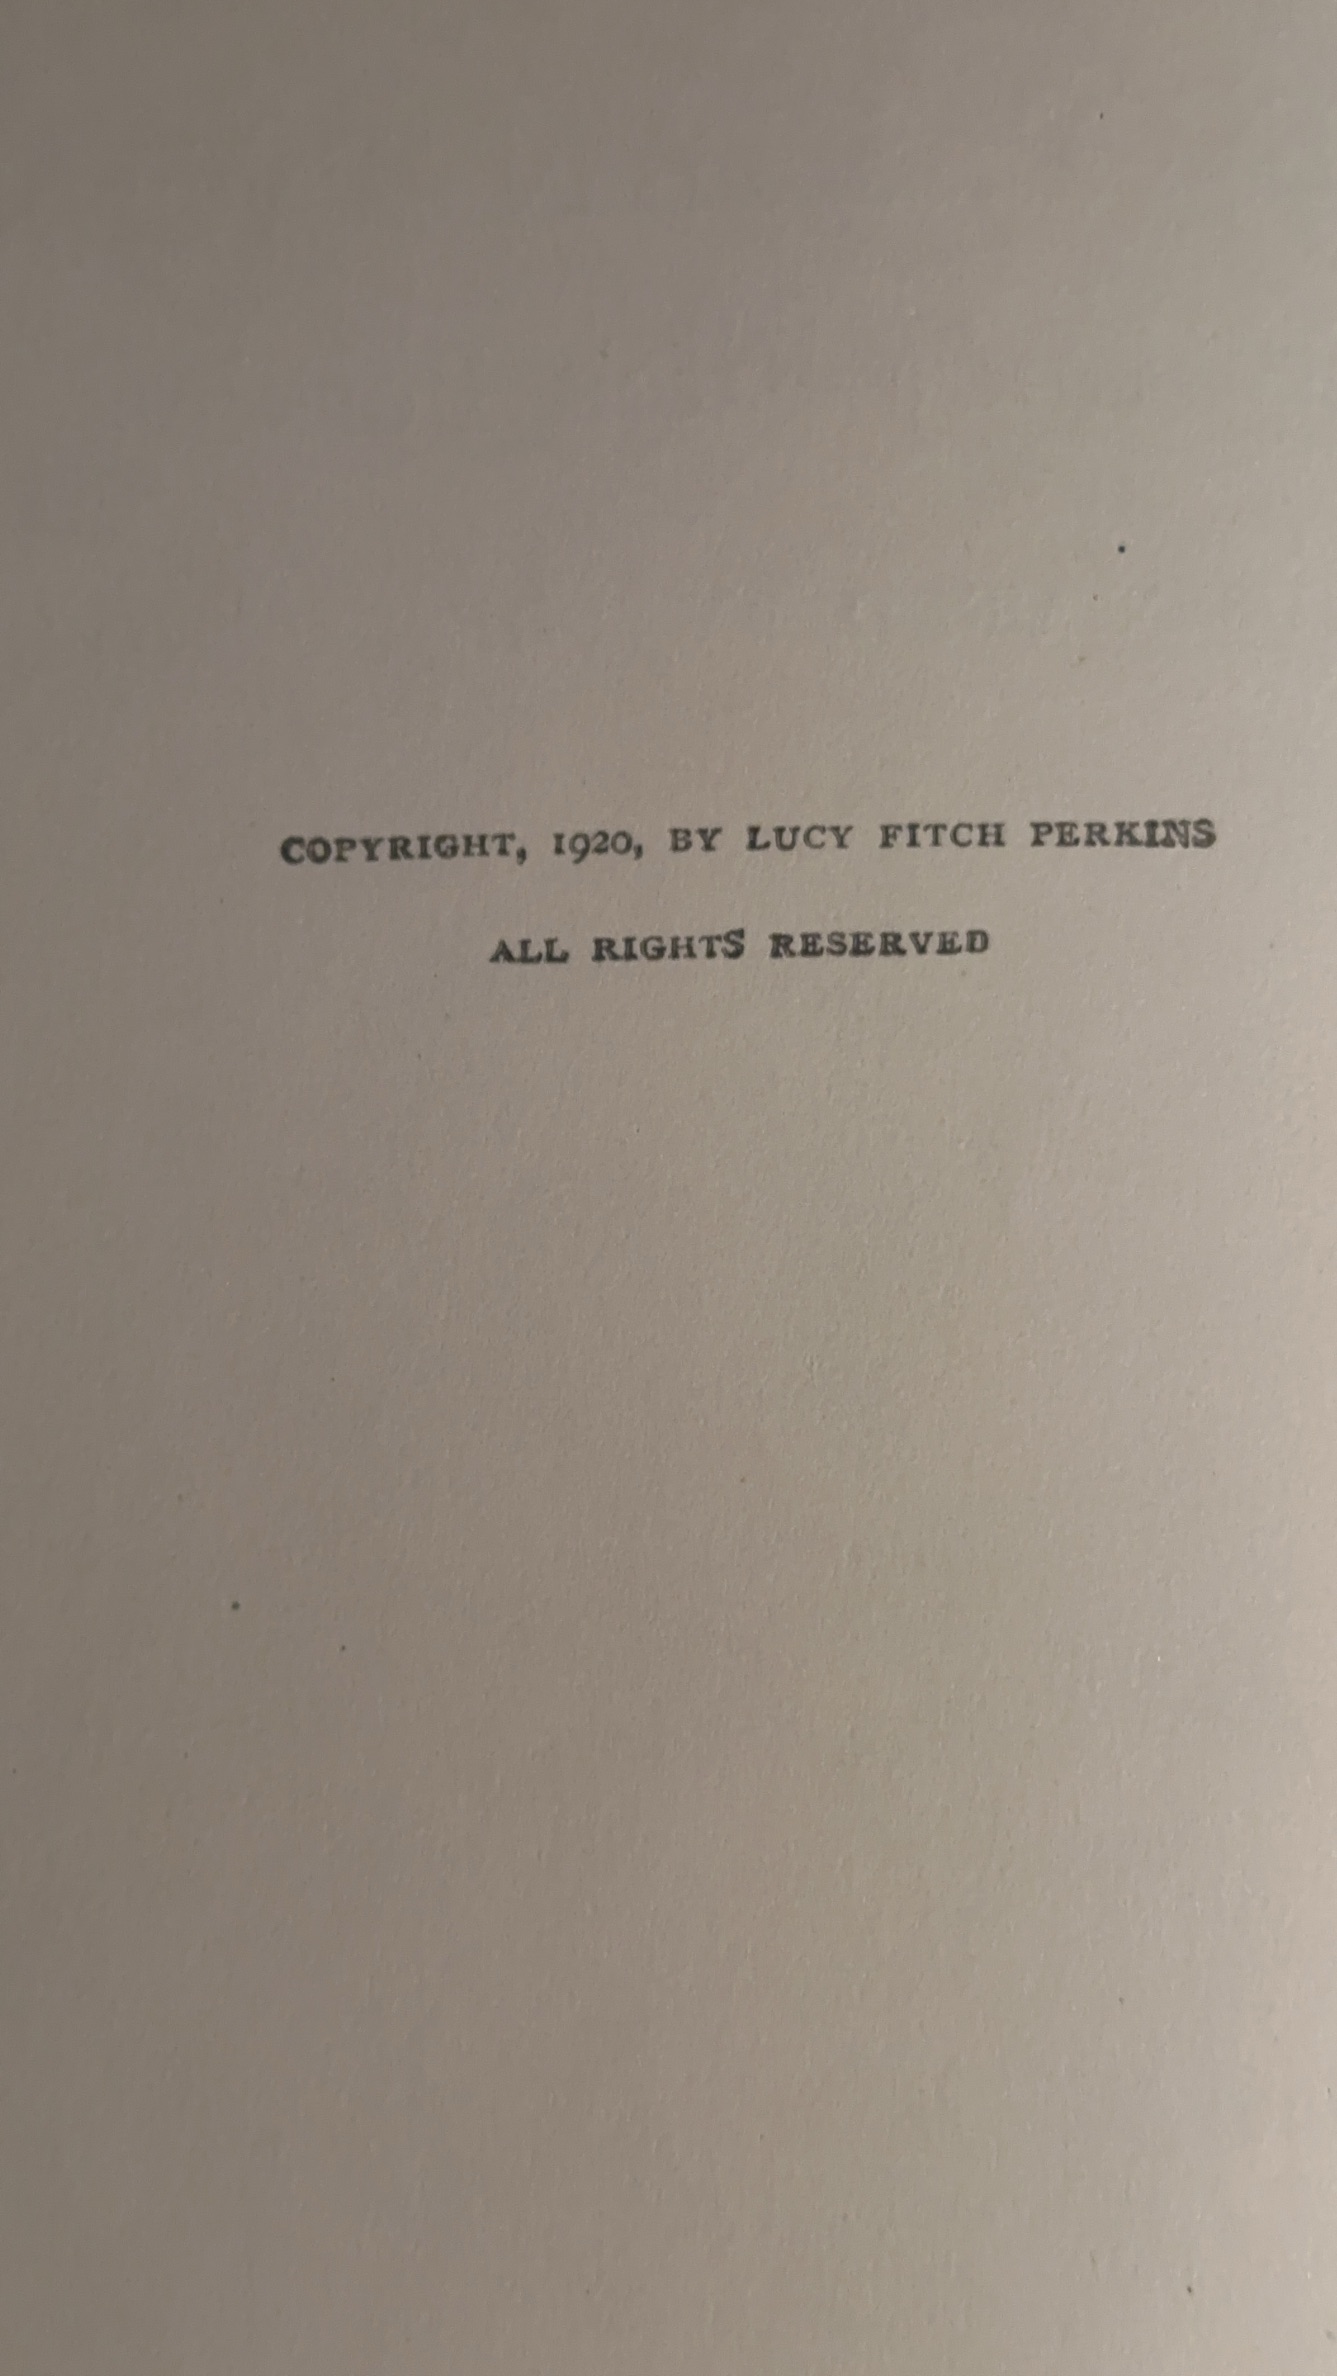 COPYRIGHT, 1920, BY LUCY FITCH PERKINS
ALL RIGHTS RESERVED